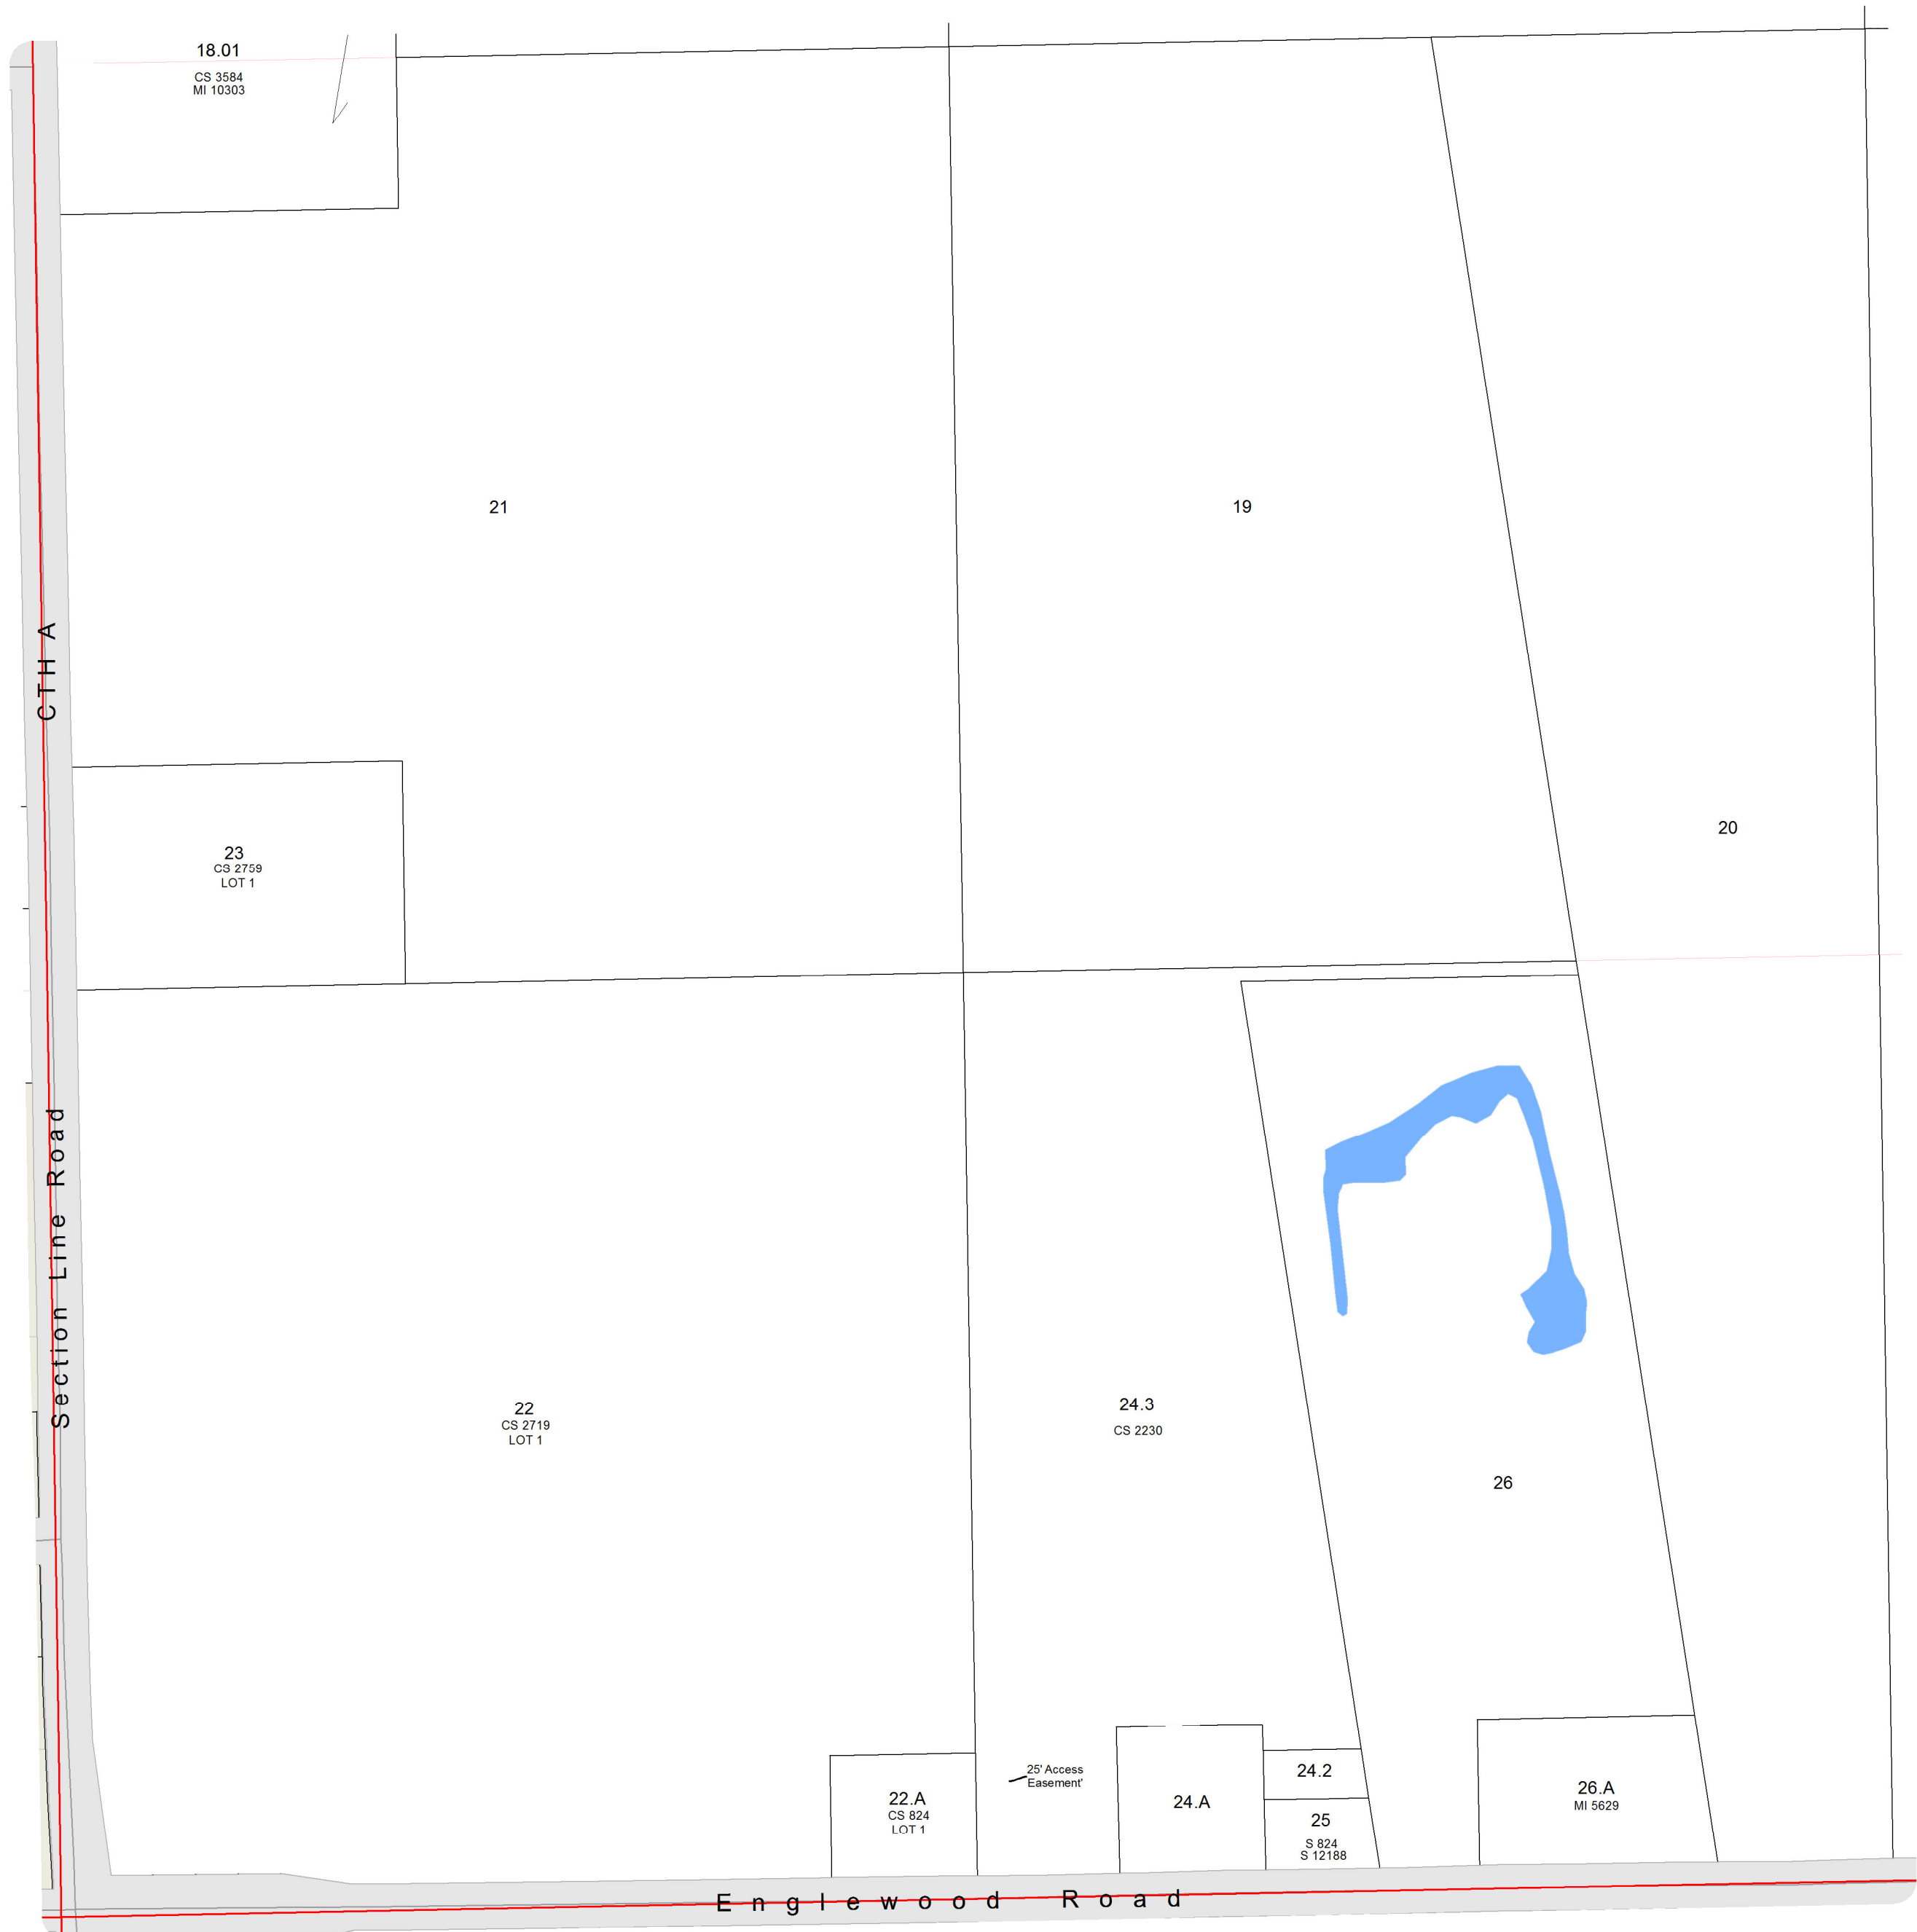 18.01
CS 3584
MI 10303
21
19
CTH A
20
23
CS 2759
LOT 1
Section Line Road
22
CS 2719
LOT 1
24.3
CS 2230
26
25' Access
Easement'
24.2
22.A
CS 824
LOT 1
24.A
26.A
MI 5629
25
S 824
S 12188
Englewood Road